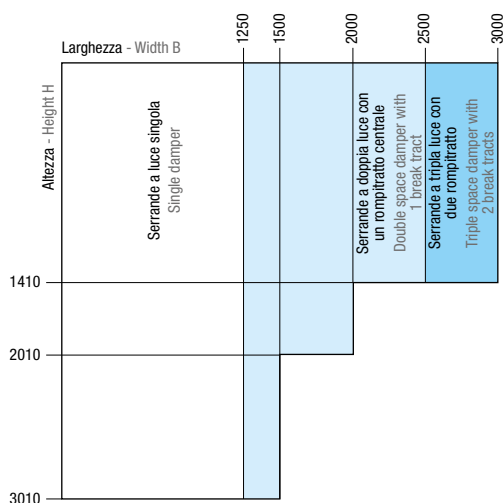 Larghezza - Width B
1250
1500
2000
2500
3000
Altezza - Height H
Serrande a luce singola
Single damper
Serrande a doppia luce con
un rompitratto centrale
Double space damper with
1 break tract
Serrande a tripla luce con
due rompitratto
Triple space damper with
2 break tracts
1410
2010
3010